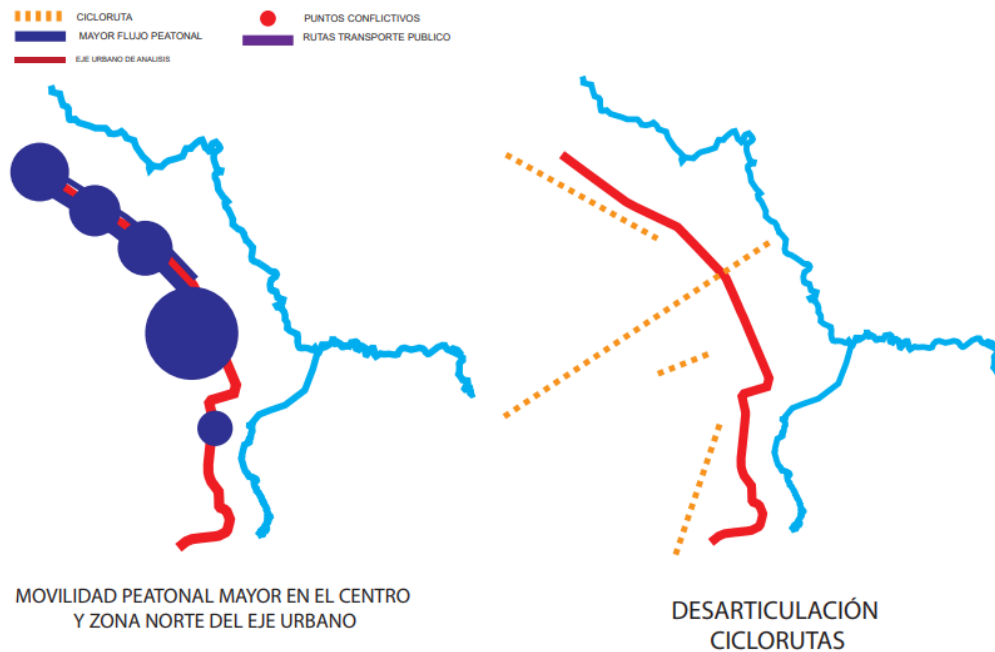 CICLORUTA
PUNTOS CONFLICTIVOS
MAYOR FLUJO PEATONAL
RUTAS TRANSPORTE PUBLICO
EJE URBANO DE ANALISIS
MOVILIDAD PEATONAL MAYOR EN EL CENTRO
Y ZONA NORTE DEL EJE URBANO
DESARTICULACIÓN
CICLORUTAS